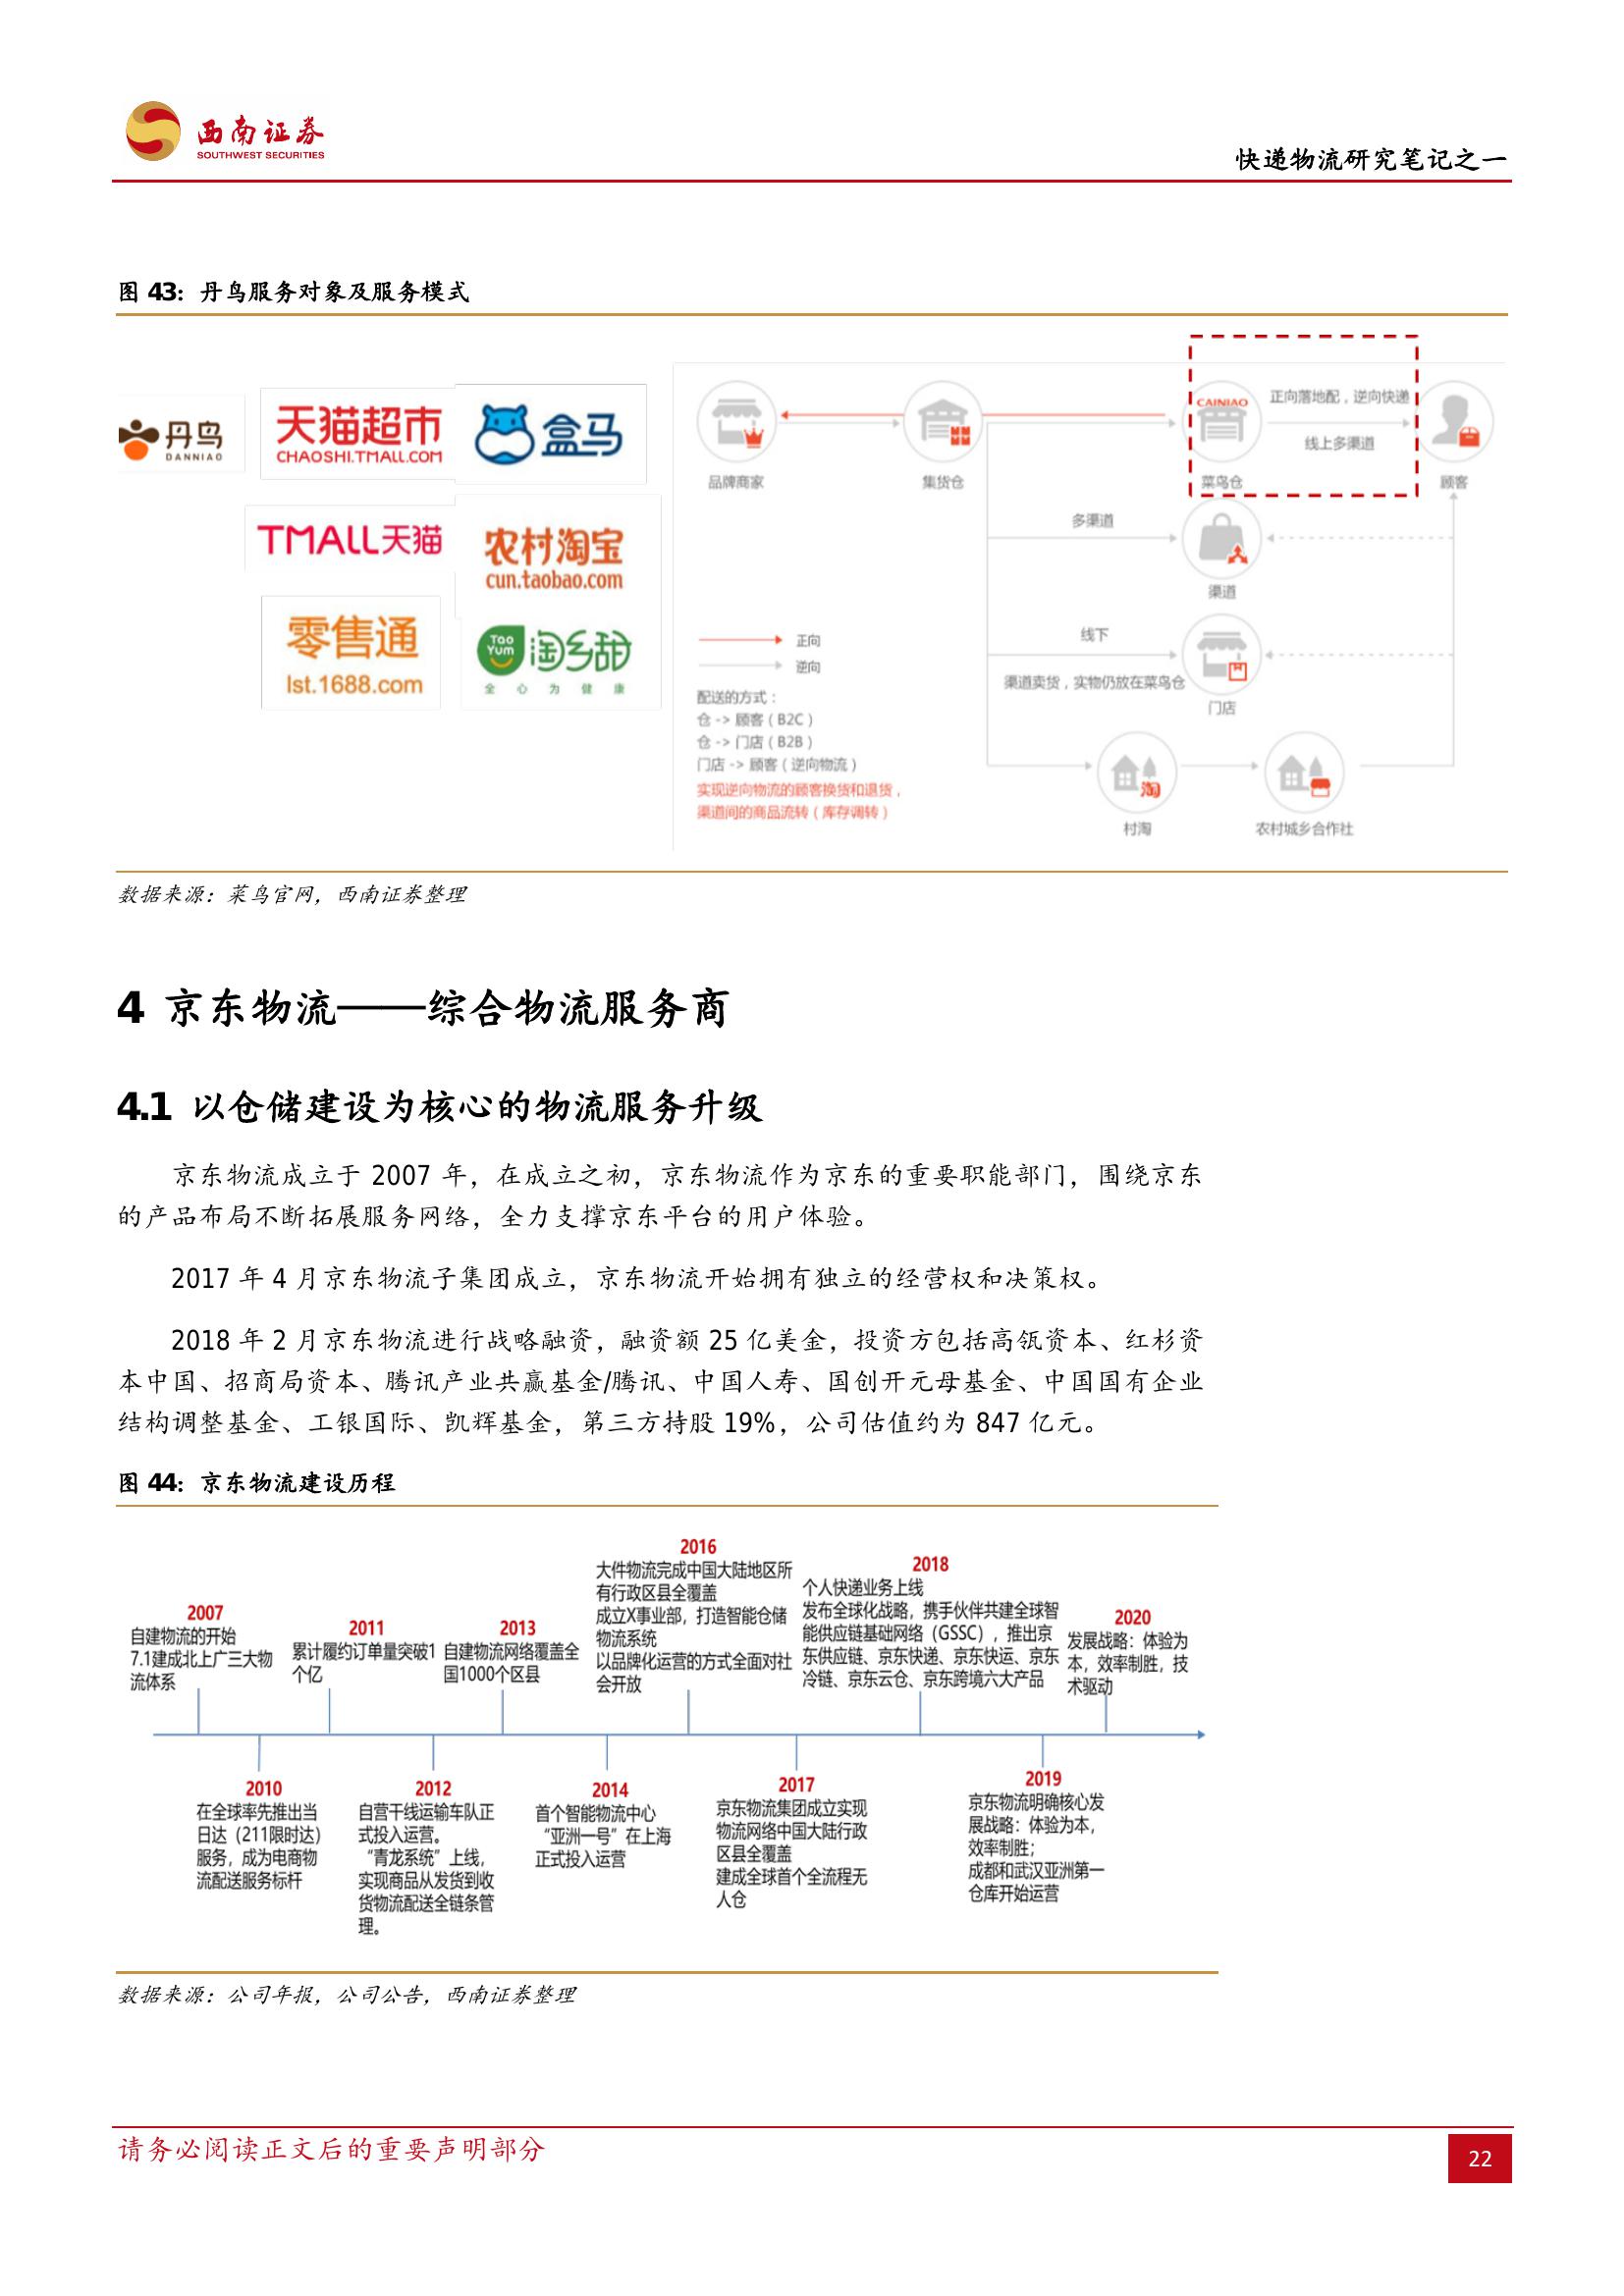 西南证券
SOUTHWEST SECURITIES
快递物流研究笔记之一
图 43：丹鸟服务对象及服务模式
丹鸟
DANNIAO
天猫超市
CHAOSHI.TMALL.COM
盒马
TMALL天猫
农村淘宝
cun.taobao.com
零售通
lst.1688.com
Tao
Yum
淘乡甜
全心为健康
品牌商家
集货仓
CAINIAO
菜鸟仓
正向落地配，逆向快递
线上多渠道
顾客
多渠道
渠道
线下
渠道卖货，实物仍放在菜鸟仓
门店
淘
村淘
农村城乡合作社
正向
逆向
配送的方式：
仓 -> 顾客（B2C）
仓 -> 门店（B2B）
门店 -> 顾客（逆向物流）
实现逆向物流的顾客换货和退货，
渠道间的商品流转（库存调转）
数据来源：菜鸟官网，西南证券整理
4 京东物流——综合物流服务商
4.1 以仓储建设为核心的物流服务升级
京东物流成立于 2007 年，在成立之初，京东物流作为京东的重要职能部门，围绕京东
的产品布局不断拓展服务网络，全力支撑京东平台的用户体验。
2017 年 4 月京东物流子集团成立，京东物流开始拥有独立的经营权和决策权。
2018 年 2 月京东物流进行战略融资，融资额 25 亿美金，投资方包括高瓴资本、红杉资
本中国、招商局资本、腾讯产业共赢基金/腾讯、中国人寿、国创开元母基金、中国国有企业
结构调整基金、工银国际、凯辉基金，第三方持股 19%，公司估值约为 847 亿元。
图 44：京东物流建设历程
2007
自建物流的开始
7.1建成北上广三大物
流体系
2011
累计履约订单量突破1
个亿
2013
自建物流网络覆盖全
国1000个区县
2016
大件物流完成中国大陆地区所
有行政区县全覆盖
成立X事业部，打造智能仓储
物流系统
以品牌化运营的方式全面对社
会开放
2018
个人快递业务上线
发布全球化战略，携手伙伴共建全球智
能供应链基础网络（GSSC），推出京
东供应链、京东快递、京东快运、京东
冷链、京东云仓、京东跨境六大产品
2020
发展战略：体验为
本，效率制胜，技
术驱动
2010
在全球率先推出当
日达（211限时达）
服务，成为电商物
流配送服务标杆
2012
自营干线运输车队正
式投入运营。
“青龙系统”上线，
实现商品从发货到收
货物流配送全链条管
理。
2014
首个智能物流中心
“亚洲一号”在上海
正式投入运营
2017
京东物流集团成立实现
物流网络中国大陆行政
区县全覆盖
建成全球首个全流程无
人仓
2019
京东物流明确核心发
展战略：体验为本，
效率制胜；
成都和武汉亚洲第一
仓库开始运营
数据来源：公司年报，公司公告，西南证券整理
请务必阅读正文后的重要声明部分
22